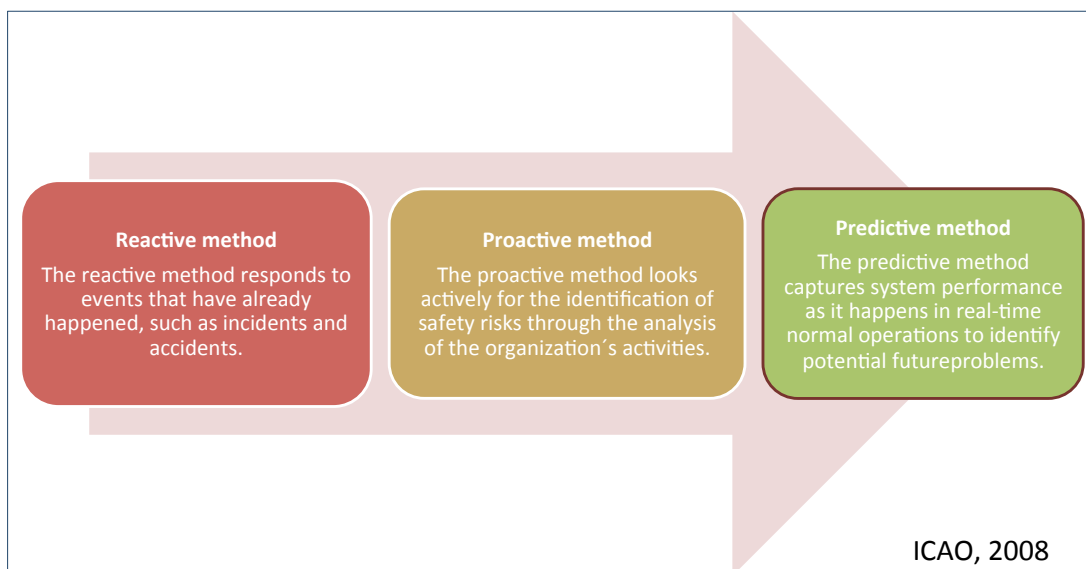 Reactive method
The reactive method responds to
events that have already
happened, such as incidents and
accidents.
Proactive method
The proactive method looks
actively for the identification of
safety risks through the analysis
of the organization´s activities.
Predictive method
The predictive method
captures system performance
as it happens in real-time
normal operations to identify
potential futureproblems.
ICAO, 2008